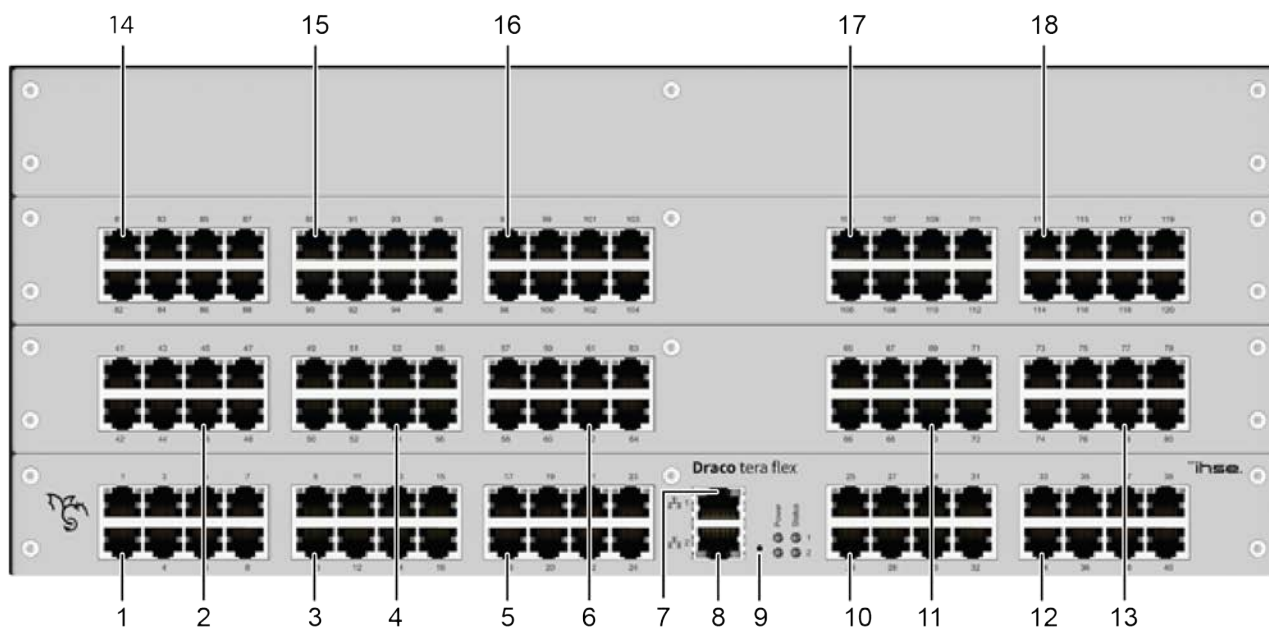 14 15 16 17 18
83 85 87 91 93 95 99 101 103 107 109 111 115 117 119
82 84 86 88 90 92 94 96 98 100 102 104 106 108 110 112 114 116 118 120
41 43 45 47 49 51 53 55 57 59 61 63 65 67 69 71 73 75 77 79
42 44 48 50 52 56 58 60 64 66 68 72 74 76 80
Draco tera flex
ihse.
1 3 7 11 15 17 19 23 25 27 31 33 35 39
1
2
Power Status
1
2
4 8 12 16 20 24 28 32 36 40
1 2 3 4 5 6 7 8 9 10 11 12 13